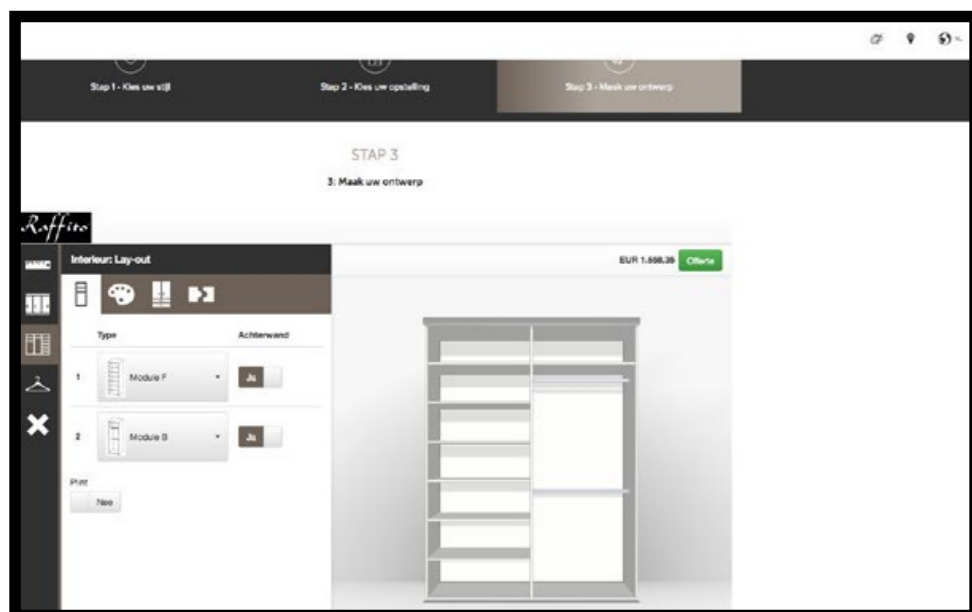 Stap 1 - Kies uw stijl
Stap 2 - Kies uw opstelling
Stap 3 - Maak uw ontwerp
STAP 3
3: Maak uw ontwerp
Raffito
Interieur: Lay-out
EUR 1.558,35 Offerte
Type Achterwand
1 Module F Ja
2 Module B Ja
Plint
Nee